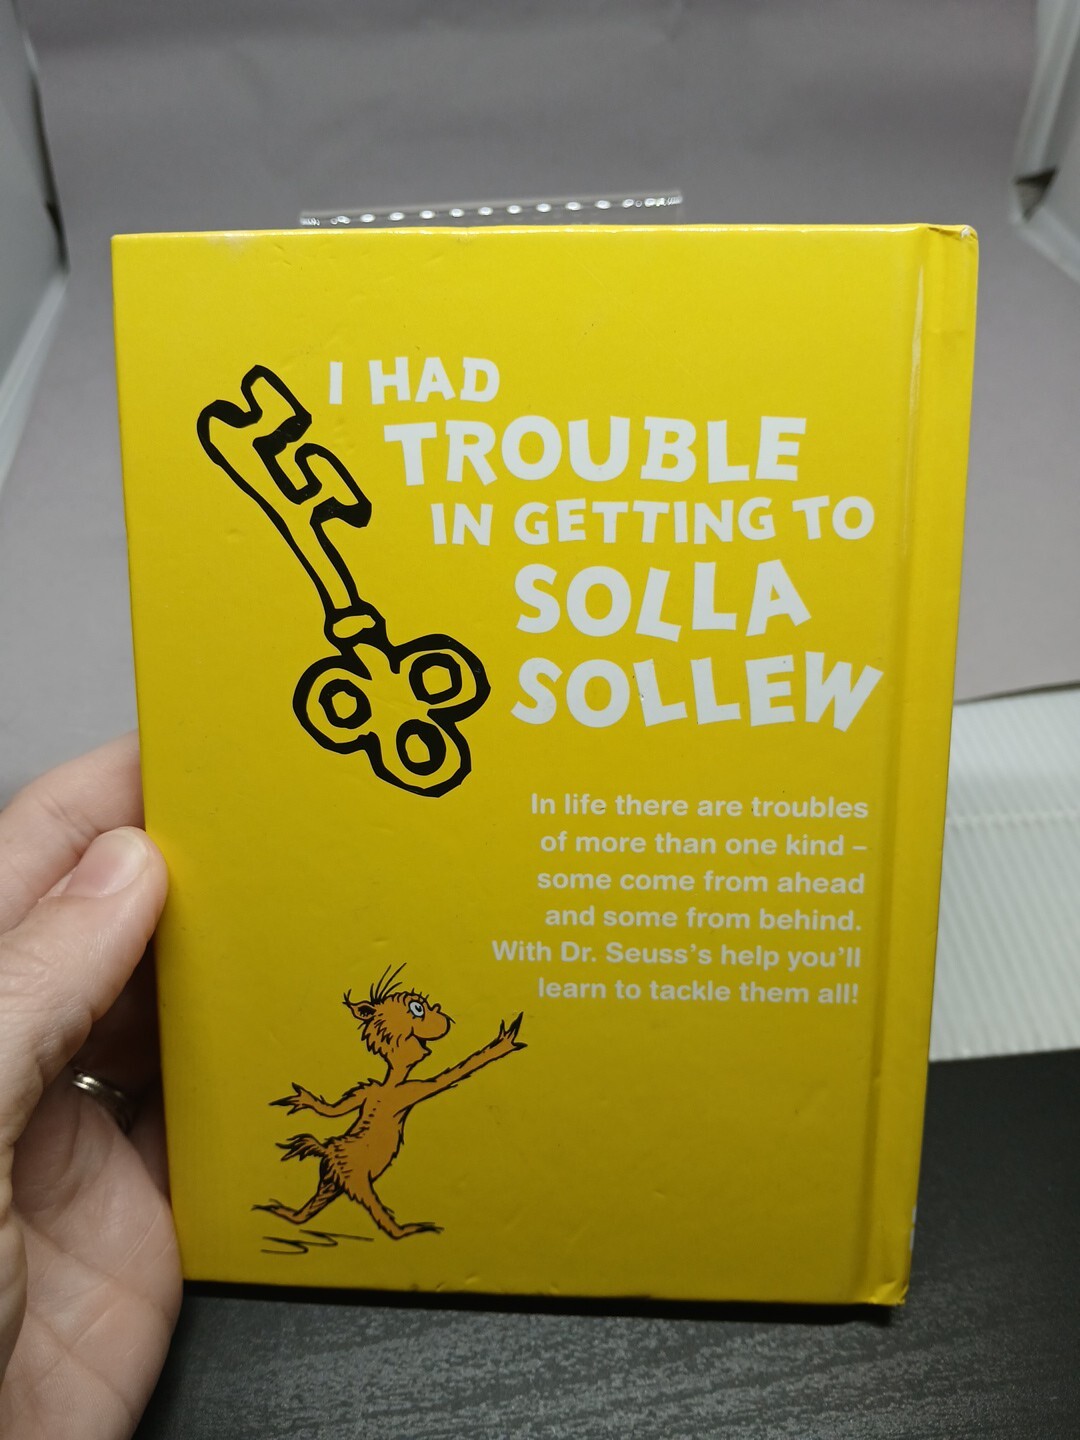 I HAD
TROUBLE
IN GETTING TO
SOLLA
SOLLEW
In life there are troubles
of more than one kind –
some come from ahead
and some from behind.
With Dr. Seuss's help you'll
learn to tackle them all!